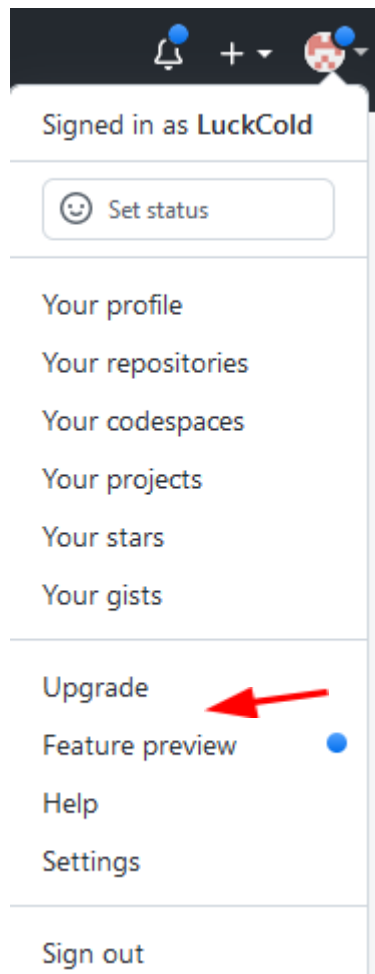 Signed in as LuckCold
Set status
Your profile
Your repositories
Your codespaces
Your projects
Your stars
Your gists
Upgrade
Feature preview
Help
Settings
Sign out